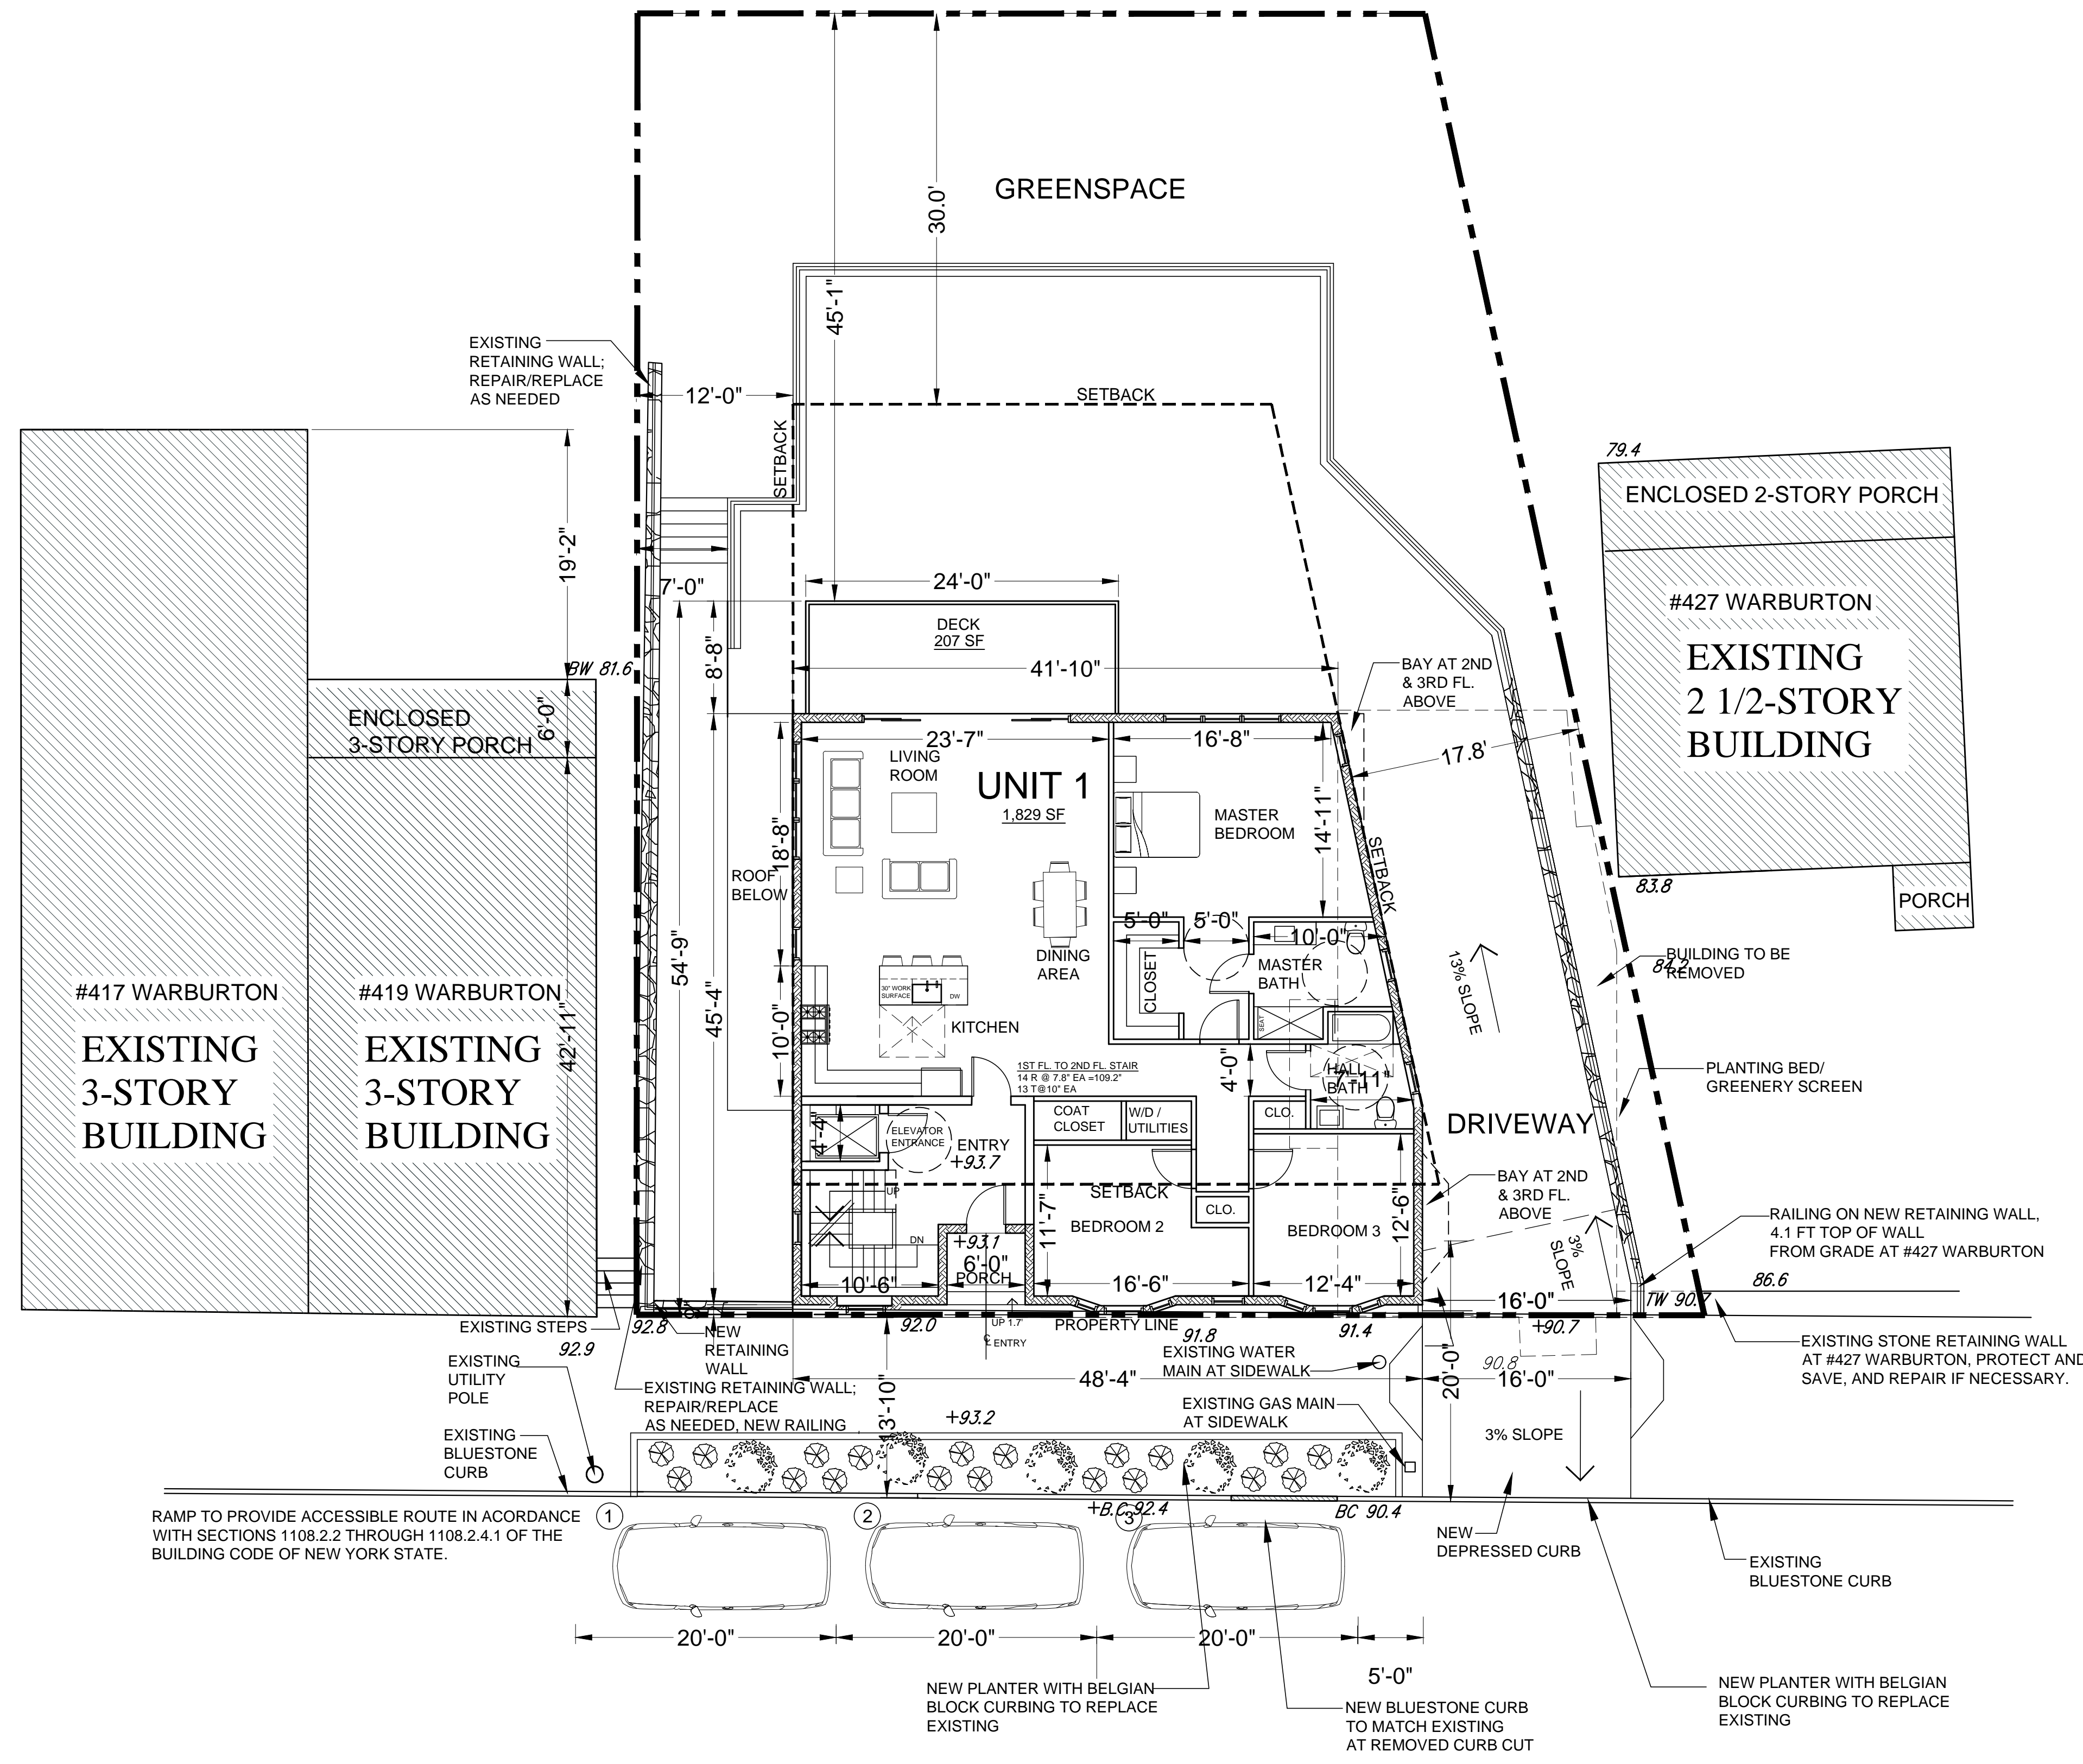 GREENSPACE
30.0'
45'-1"
EXISTING
RETAINING WALL;
REPAIR/REPLACE
AS NEEDED
12'-0"
SETBACK
SETBACK
79.4
ENCLOSED 2-STORY PORCH
#427 WARBURTON
EXISTING
2 1/2-STORY
BUILDING
83.8
PORCH
19'-2"
7'-0"
24'-0"
DECK
207 SF
8'-8"
41'-10"
BAY AT 2ND
& 3RD FL.
ABOVE
BW 81.6
ENCLOSED
3-STORY PORCH
6'-0"
23'-7"
16'-8"
17.8'
LIVING
ROOM
UNIT 1
1,829 SF
MASTER
BEDROOM
14'-11"
18'-8"
SETBACK
ROOF
BELOW
54'-9"
45'-4"
5'-0"
5'-0"
10'-0"
DINING
AREA
CLOSET
MASTER
BATH
13% SLOPE
BUILDING TO BE
REMOVED
84.2
#417 WARBURTON
EXISTING
3-STORY
BUILDING
#419 WARBURTON
EXISTING
3-STORY
BUILDING
42'-11"
30" WORK
SURFACE
DW
KITCHEN
10'-0"
SEAT
1ST FL. TO 2ND FL. STAIR
14 R @ 7.8" EA =109.2"
13 T@10" EA
4'-0"
HALL
BATH
7'-11"
PLANTING BED/
GREENERY SCREEN
COAT
CLOSET
W/D /
UTILITIES
CLO.
DRIVEWAY
4'-4"
ELEVATOR
ENTRANCE
ENTRY
+93.7
UP
SETBACK
BEDROOM 2
11'-7"
CLO.
BEDROOM 3
12'-6"
BAY AT 2ND
& 3RD FL.
ABOVE
RAILING ON NEW RETAINING WALL,
4.1 FT TOP OF WALL
FROM GRADE AT #427 WARBURTON
3%
SLOPE
DN
+93.1
6'-0"
PORCH
10'-6"
16'-6"
12'-4"
16'-0"
TW 90.7
86.6
EXISTING STEPS
92.8
92.9
NEW
RETAINING
WALL
92.0
UP 1.7'
ENTRY
PROPERTY LINE
91.8
91.4
+90.7
90.8
EXISTING STONE RETAINING WALL
AT #427 WARBURTON, PROTECT AND
SAVE, AND REPAIR IF NECESSARY.
EXISTING
UTILITY
POLE
EXISTING WATER
MAIN AT SIDEWALK
48'-4"
20'-0"
16'-0"
EXISTING RETAINING WALL;
REPAIR/REPLACE
AS NEEDED, NEW RAILING
13'-10"
+93.2
EXISTING GAS MAIN
AT SIDEWALK
3% SLOPE
EXISTING
BLUESTONE
CURB
RAMP TO PROVIDE ACCESSIBLE ROUTE IN ACORDANCE
WITH SECTIONS 1108.2.2 THROUGH 1108.2.4.1 OF THE
BUILDING CODE OF NEW YORK STATE.
1
2
3
+B.C 92.4
BC 90.4
NEW
DEPRESSED CURB
EXISTING
BLUESTONE CURB
20'-0"
20'-0"
20'-0"
5'-0"
NEW PLANTER WITH BELGIAN
BLOCK CURBING TO REPLACE
EXISTING
NEW BLUESTONE CURB
TO MATCH EXISTING
AT REMOVED CURB CUT
NEW PLANTER WITH BELGIAN
BLOCK CURBING TO REPLACE
EXISTING